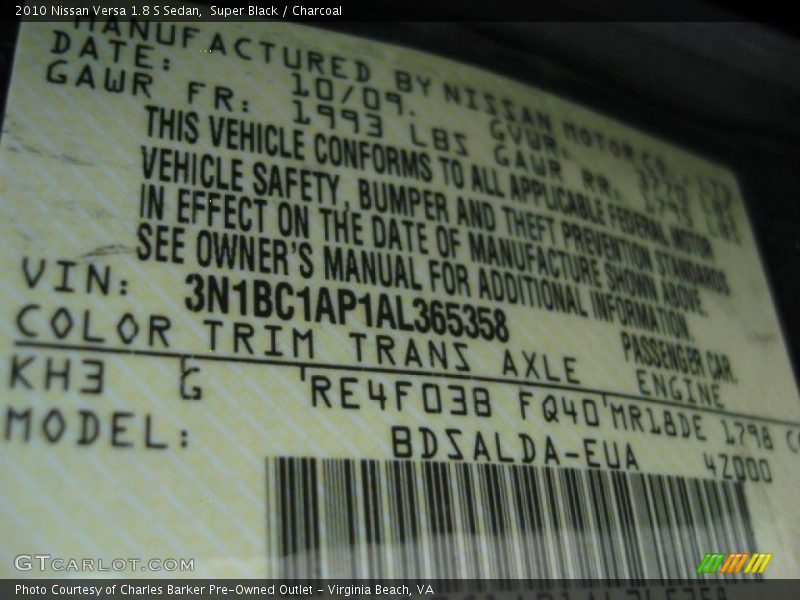 2010 Nissan Versa 1.8 S Sedan, Super Black / Charcoal
MANUFACTURED BY NISSAN MOTOR CO., LTD
DATE: 10/09. GVWR:
GAWR FR: 1993 LBS GAWR RR.
THIS VEHICLE CONFORMS TO ALL APPLICABLE FEDERAL MOTOR
VEHICLE SAFETY, BUMPER AND THEFT PREVENTION STANDARDS
IN EFFECT ON THE DATE OF MANUFACTURE SHOWN ABOVE.
SEE OWNER'S MANUAL FOR ADDITIONAL INFORMATION.
VIN: 3N1BC1AP1AL365358 PASSENGER CAR.
COLOR TRIM TRANS AXLE ENGINE
KH3 G RE4F03B FQ40 MR18DE 1798 C
MODEL: BDSALDA-EUA 42000
GTCARLOT.COM
Photo Courtesy of Charles Barker Pre-Owned Outlet - Virginia Beach, VA